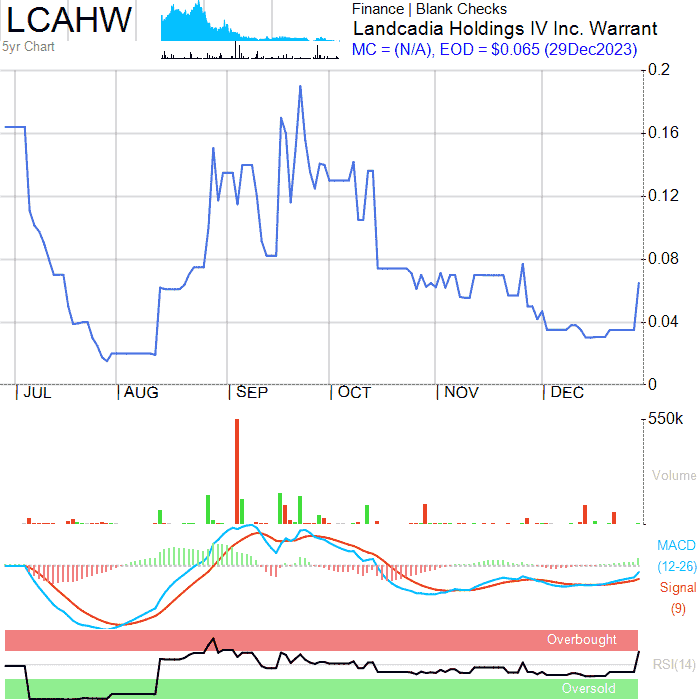 LCAHW
5yr Chart
Finance | Blank Checks
Landcadia Holdings IV Inc. Warrant
MC = (N/A), EOD = $0.065 (29Dec2023)
0.2
0.16
0.12
0.08
0.04
0
JUL AUG SEP OCT NOV DEC
550k
Volume
MACD
(12-26)
Signal
(9)
Overbought
RSI(14)
Oversold